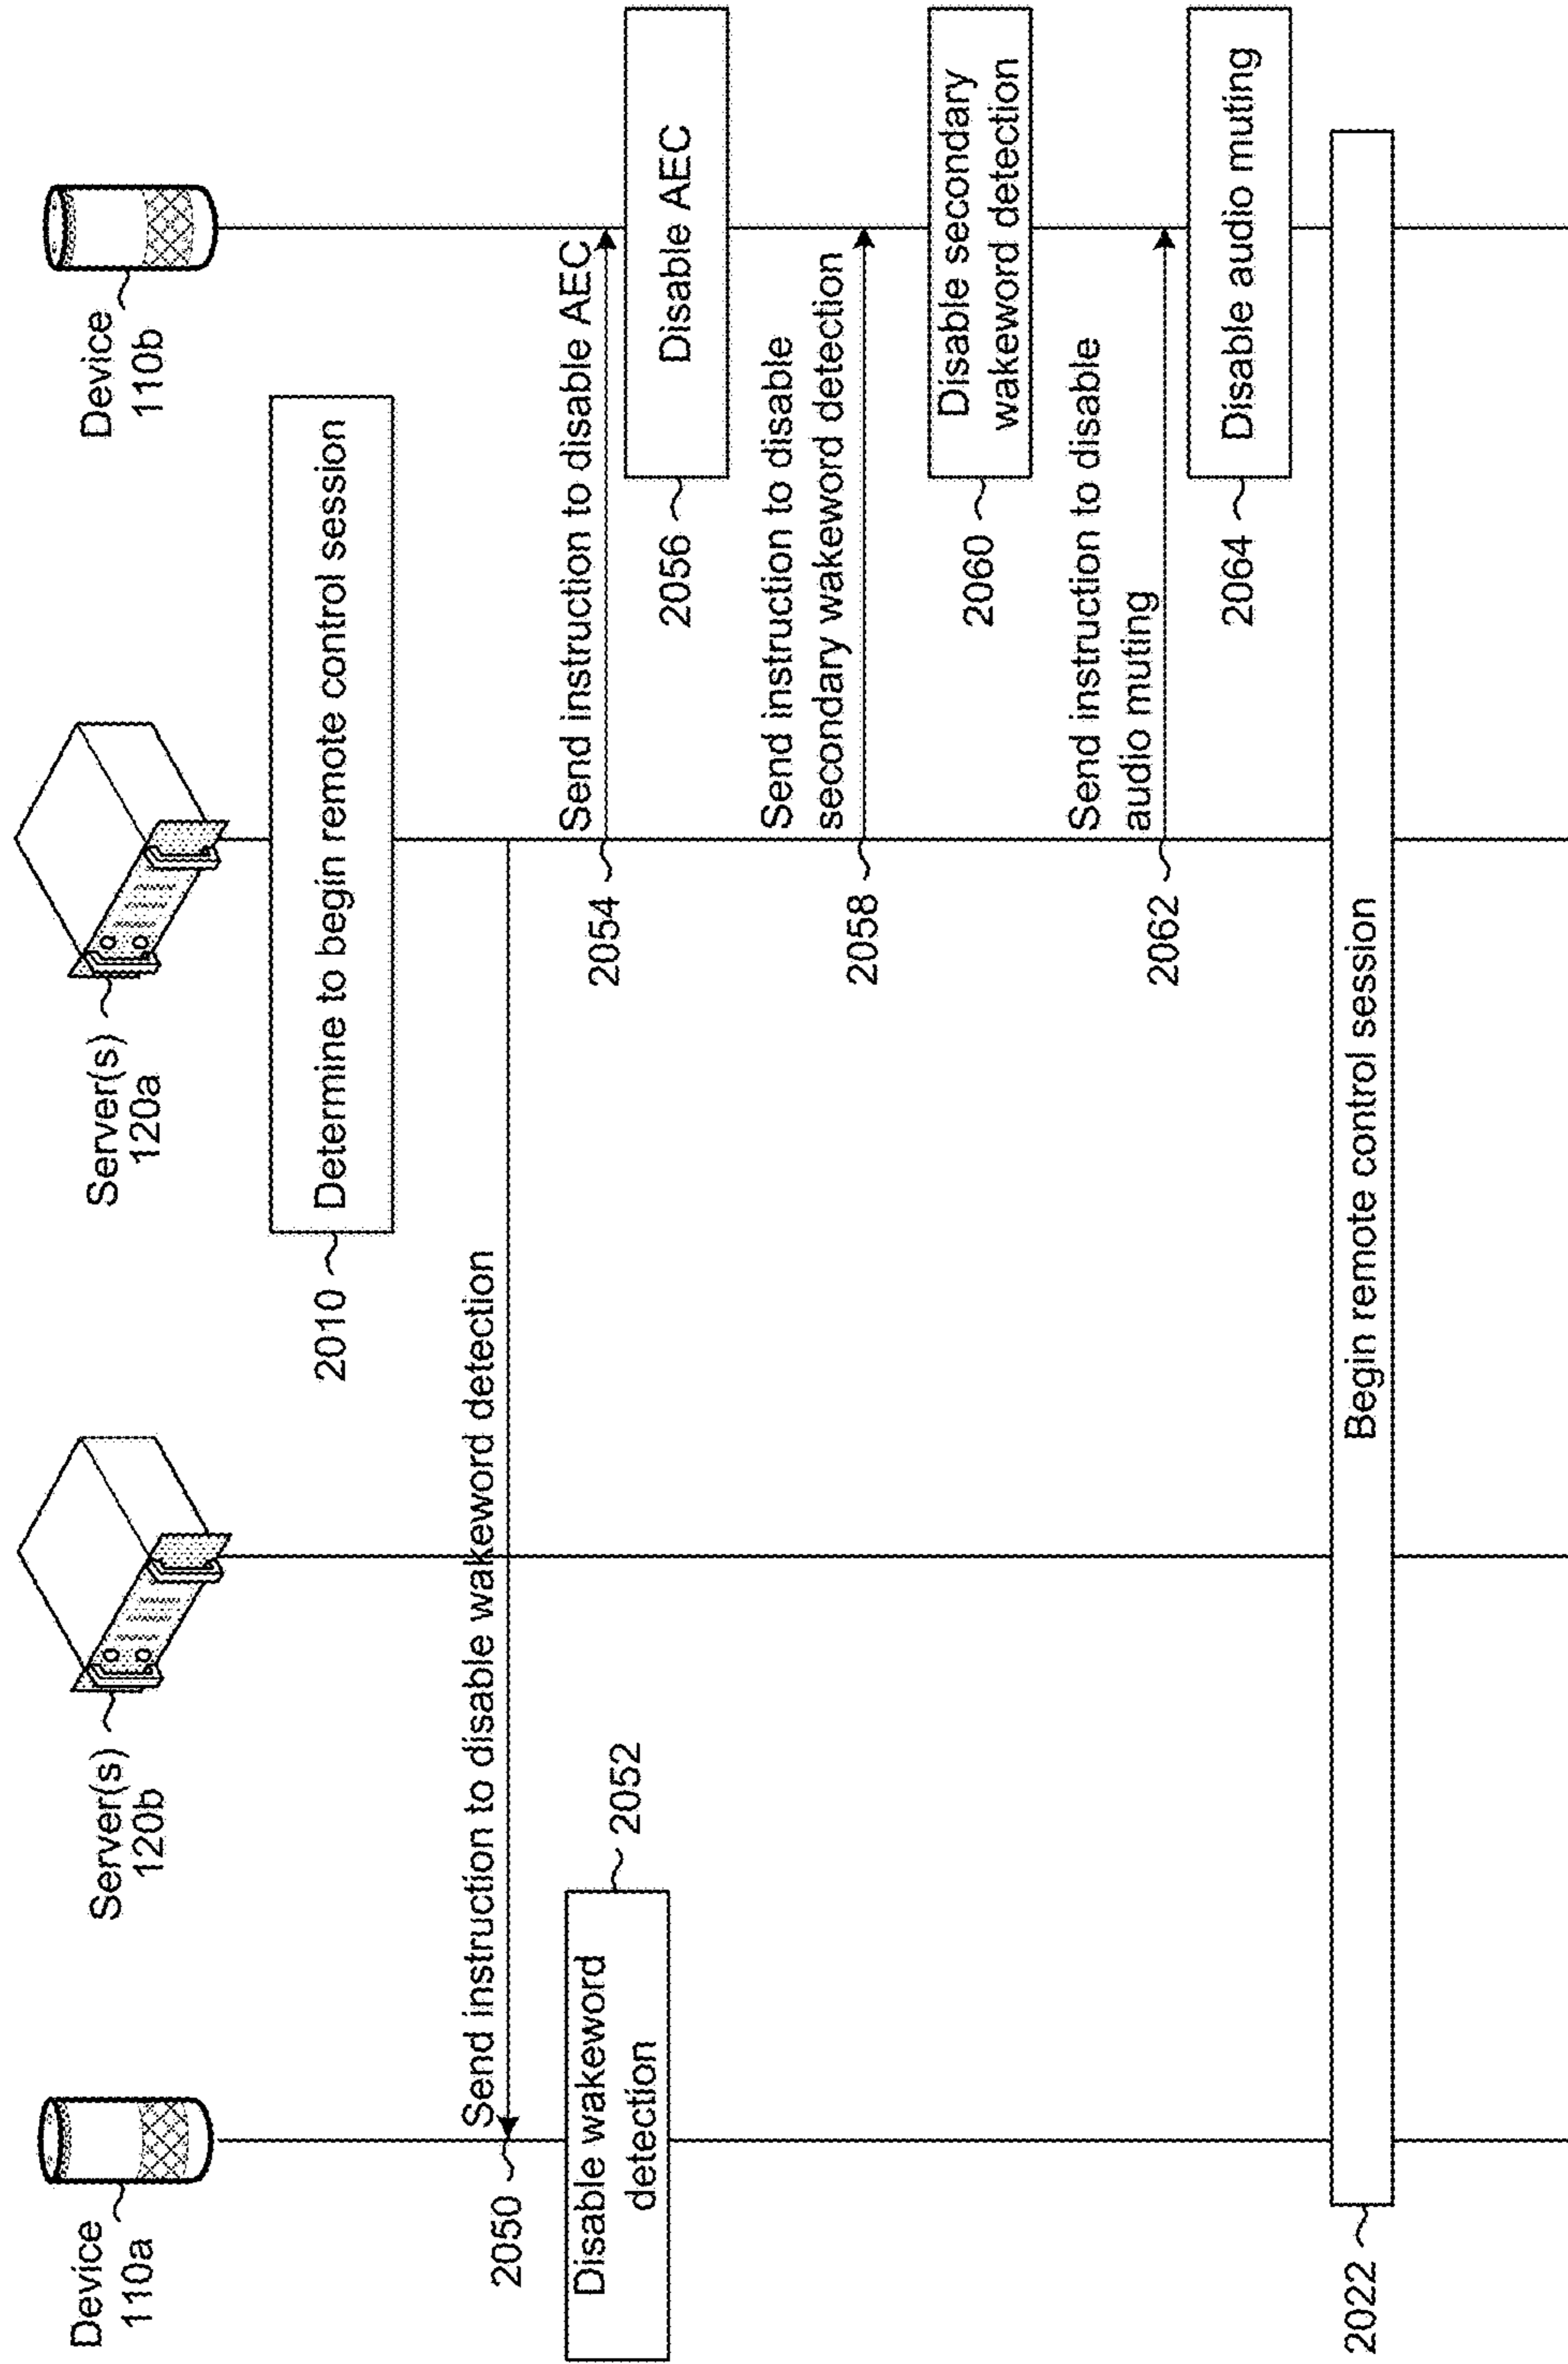 Device
110a
Server(s)
120b
Server(s)
120a
Device
110b
2010
Determine to begin remote control session
Send instruction to disable wakeword detection
2050
Disable wakeword
detection
2052
Send instruction to disable AEC
2054
2056
Disable AEC
Send instruction to disable
secondary wakeword detection
2058
2060
Disable secondary
wakeword detection
Send instruction to disable
audio muting
2062
2064
Disable audio muting
2022
Begin remote control session